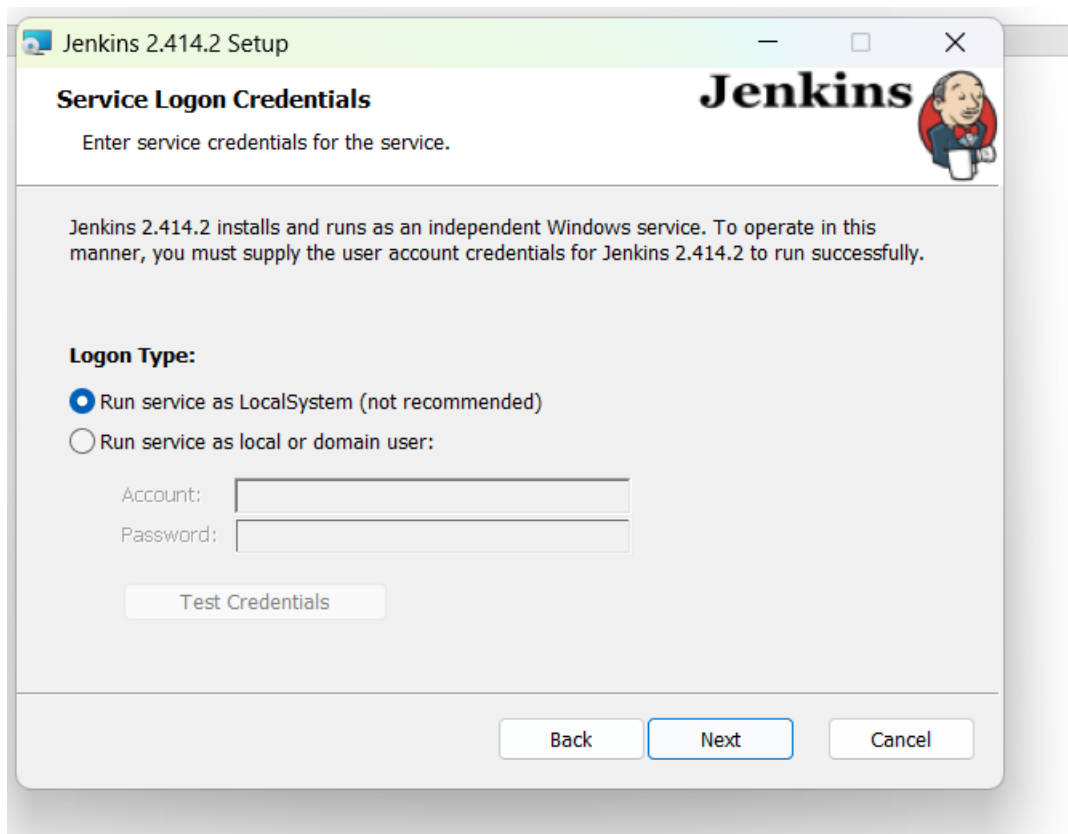 Jenkins 2.414.2 Setup
Service Logon Credentials
Jenkins
Enter service credentials for the service.
Jenkins 2.414.2 installs and runs as an independent Windows service. To operate in this
manner, you must supply the user account credentials for Jenkins 2.414.2 to run successfully.
Logon Type:
Run service as LocalSystem (not recommended)
Run service as local or domain user:
Account:
Password:
Test Credentials
Back Next Cancel